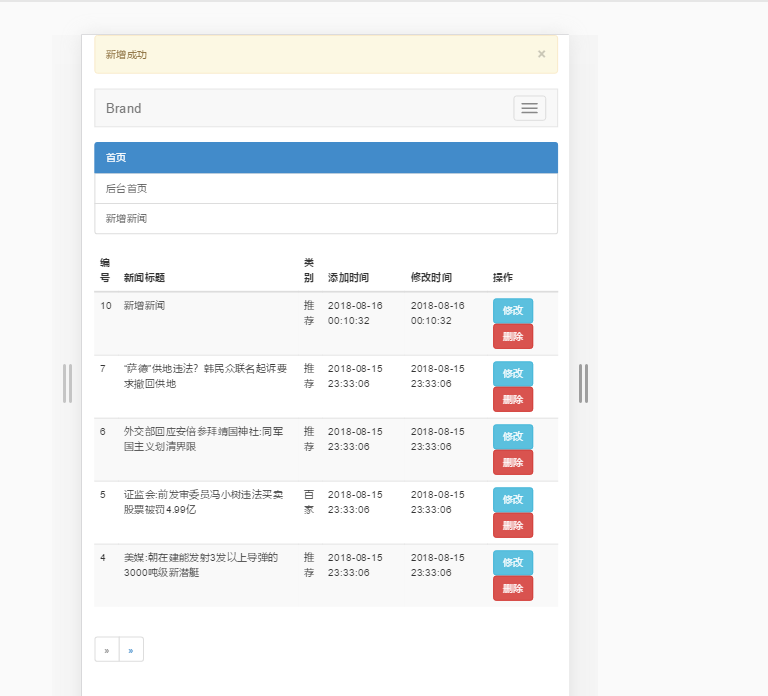 新增成功 ×
Brand
首页
后台首页
新增新闻
编号 新闻标题 类别 添加时间 修改时间 操作
10 新增新闻 推荐 2018-08-16 00:10:32 2018-08-16 00:10:32 修改 删除
7 "萨德"供地违法？韩民众联名起诉要求撤回供地 推荐 2018-08-15 23:33:06 2018-08-15 23:33:06 修改 删除
6 外交部回应安倍参拜靖国神社:同军国主义划清界限 推荐 2018-08-15 23:33:06 2018-08-15 23:33:06 修改 删除
5 证监会:前发审委员冯小树违法买卖股票被罚4.99亿 百家 2018-08-15 23:33:06 2018-08-15 23:33:06 修改 删除
4 美媒:朝在建能发射3发以上导弹的3000吨级新潜艇 推荐 2018-08-15 23:33:06 2018-08-15 23:33:06 修改 删除
» »